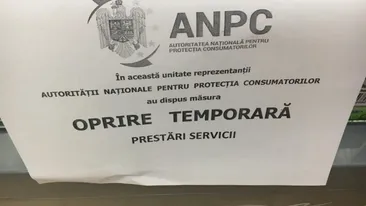 ANPC
AUTORITATEA NAȚIONALĂ PENTRU
PROTECȚIA CONSUMATORILOR
În această unitate reprezentanții
AUTORITĂȚII NAȚIONALE PENTRU PROTECȚIA CONSUMATORILOR
au dispus măsura
OPRIRE TEMPORARĂ
PRESTĂRI SERVICII